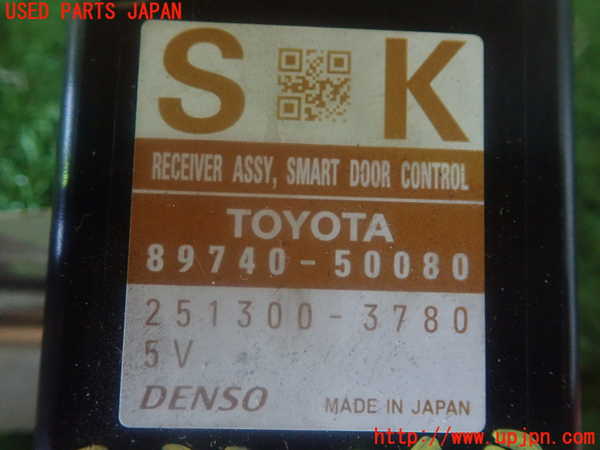 USED PARTS JAPAN
S K
RECEIVER ASSY, SMART DOOR CONTROL
TOYOTA
89740-50080
251300-3780
5V
DENSO MADE IN JAPAN
http://www.upjpn.com